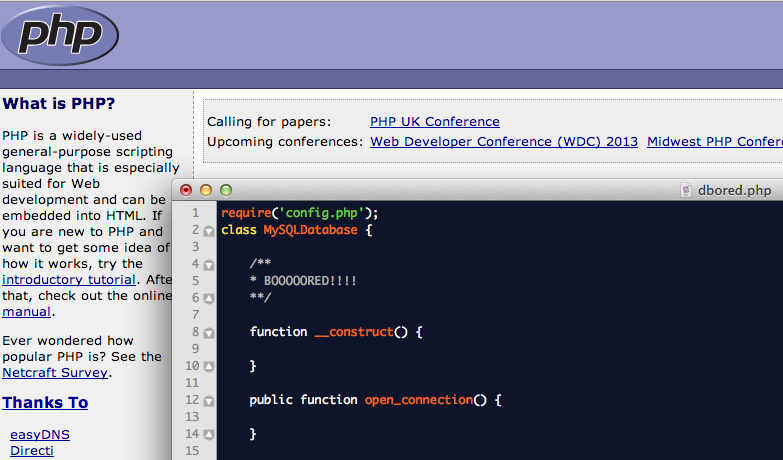 php
What is PHP?
PHP is a widely-used
general-purpose scripting
language that is especially
suited for Web
development and can be
embedded into HTML. If
you are new to PHP and
want to get some idea of
how it works, try the
introductory tutorial. After
that, check out the online
manual.
Ever wondered how
popular PHP is? See the
Netcraft Survey.
Thanks To
easyDNS
Directi
Calling for papers: PHP UK Conference
Upcoming conferences: Web Developer Conference (WDC) 2013 Midwest PHP Confere
dbored.php
1 require('config.php');
2 class MySQLDatabase {
3
4 /**
5 * BOOOOORED!!!!
6 **/
7
8 function __construct() {
9
10 }
11
12 public function open_connection() {
13
14 }
15